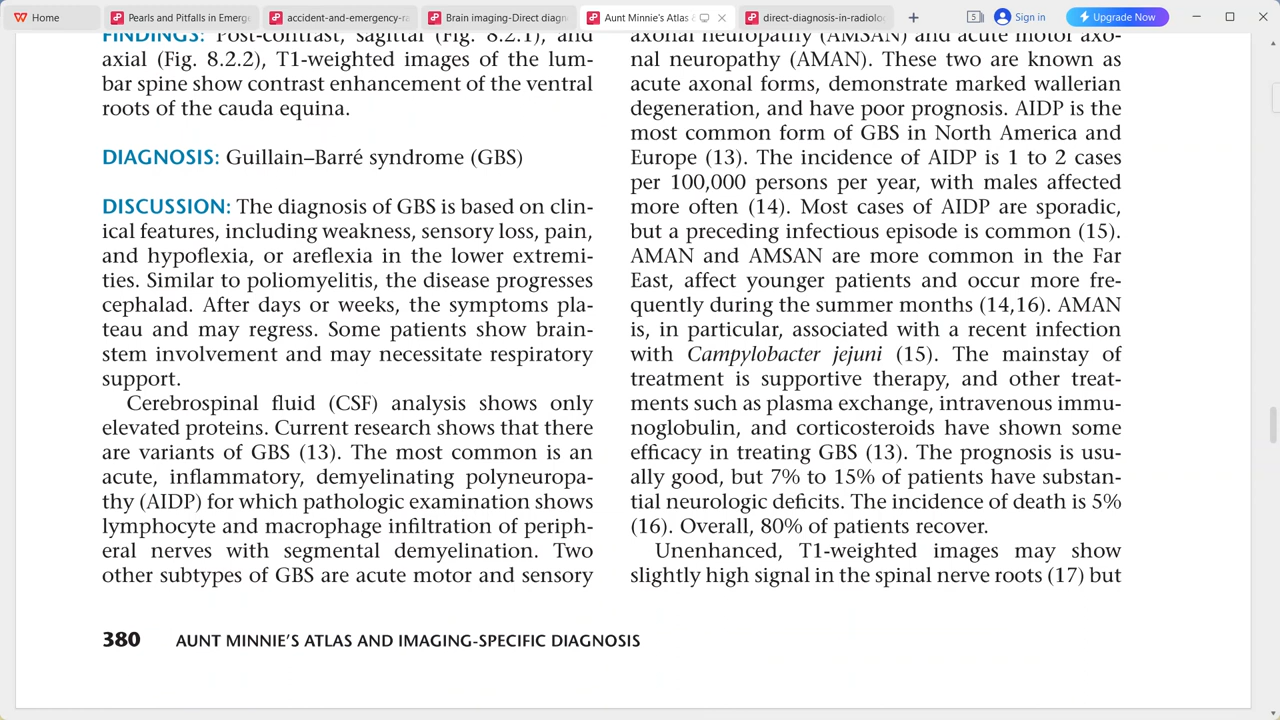 Home
Pearls and Pitfalls in Emerg
accident-and-emergency-ra
Brain imaging-Direct diagn
Aunt Minnie's Atlas
direct-diagnosis-in-radiolo
5
Sign in
Upgrade Now
FINDINGS: Post-contrast, sagittal (Fig. 8.2.1), and
axial (Fig. 8.2.2), T1-weighted images of the lum-
bar spine show contrast enhancement of the ventral
roots of the cauda equina.
DIAGNOSIS: Guillain–Barré syndrome (GBS)
DISCUSSION: The diagnosis of GBS is based on clin-
ical features, including weakness, sensory loss, pain,
and hypoflexia, or areflexia in the lower extremi-
ties. Similar to poliomyelitis, the disease progresses
cephalad. After days or weeks, the symptoms pla-
teau and may regress. Some patients show brain-
stem involvement and may necessitate respiratory
support.
Cerebrospinal fluid (CSF) analysis shows only
elevated proteins. Current research shows that there
are variants of GBS (13). The most common is an
acute, inflammatory, demyelinating polyneuropa-
thy (AIDP) for which pathologic examination shows
lymphocyte and macrophage infiltration of periph-
eral nerves with segmental demyelination. Two
other subtypes of GBS are acute motor and sensory
axonal neuropathy (AMSAN) and acute motor axo-
nal neuropathy (AMAN). These two are known as
acute axonal forms, demonstrate marked wallerian
degeneration, and have poor prognosis. AIDP is the
most common form of GBS in North America and
Europe (13). The incidence of AIDP is 1 to 2 cases
per 100,000 persons per year, with males affected
more often (14). Most cases of AIDP are sporadic,
but a preceding infectious episode is common (15).
AMAN and AMSAN are more common in the Far
East, affect younger patients and occur more fre-
quently during the summer months (14,16). AMAN
is, in particular, associated with a recent infection
with Campylobacter jejuni (15). The mainstay of
treatment is supportive therapy, and other treat-
ments such as plasma exchange, intravenous immu-
noglobulin, and corticosteroids have shown some
efficacy in treating GBS (13). The prognosis is usu-
ally good, but 7% to 15% of patients have substan-
tial neurologic deficits. The incidence of death is 5%
(16). Overall, 80% of patients recover.
Unenhanced, T1-weighted images may show
slightly high signal in the spinal nerve roots (17) but
380 AUNT MINNIE'S ATLAS AND IMAGING-SPECIFIC DIAGNOSIS